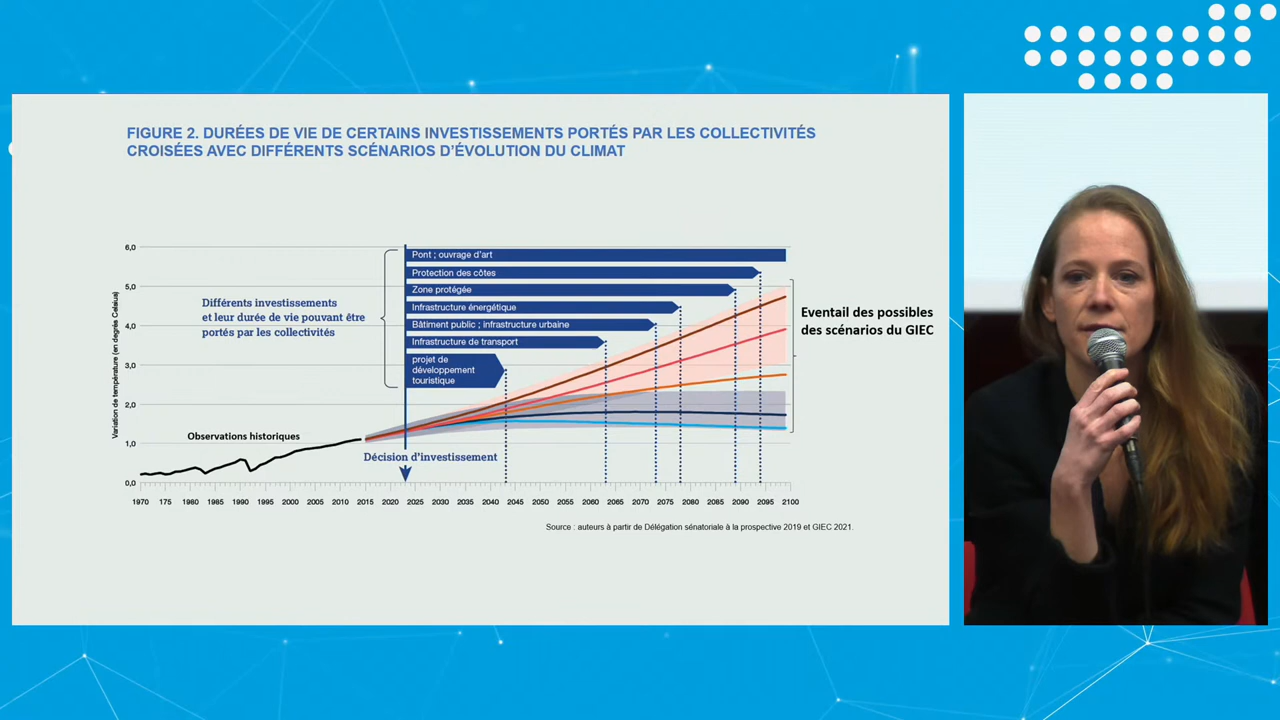 FIGURE 2. DURÉES DE VIE DE CERTAINS INVESTISSEMENTS PORTÉS PAR LES COLLECTIVITÉS
CROISÉES AVEC DIFFÉRENTS SCÉNARIOS D'ÉVOLUTION DU CLIMAT
Variation de température (en degrés Celsius)
6,0
5,0
4,0
3,0
2,0
1,0
0,0
Différents investissements
et leur durée de vie pouvant être
portés par les collectivités
Pont ; ouvrage d'art
Protection des côtes
Zone protégée
Infrastructure énergétique
Bâtiment public ; infrastructure urbaine
Infrastructure de transport
projet de
développement
touristique
Eventail des possibles
des scénarios du GIEC
Observations historiques
Décision d'investissement
1970 175 1980 1985 1990 1995 2000 2005 2010 2015 2020 2025 2030 2035 2040 2045 2050 2055 2060 2065 2070 2075 2080 2085 2090 2095 2100
Source : auteurs à partir de Délégation sénatoriale à la prospective 2019 et GIEC 2021.